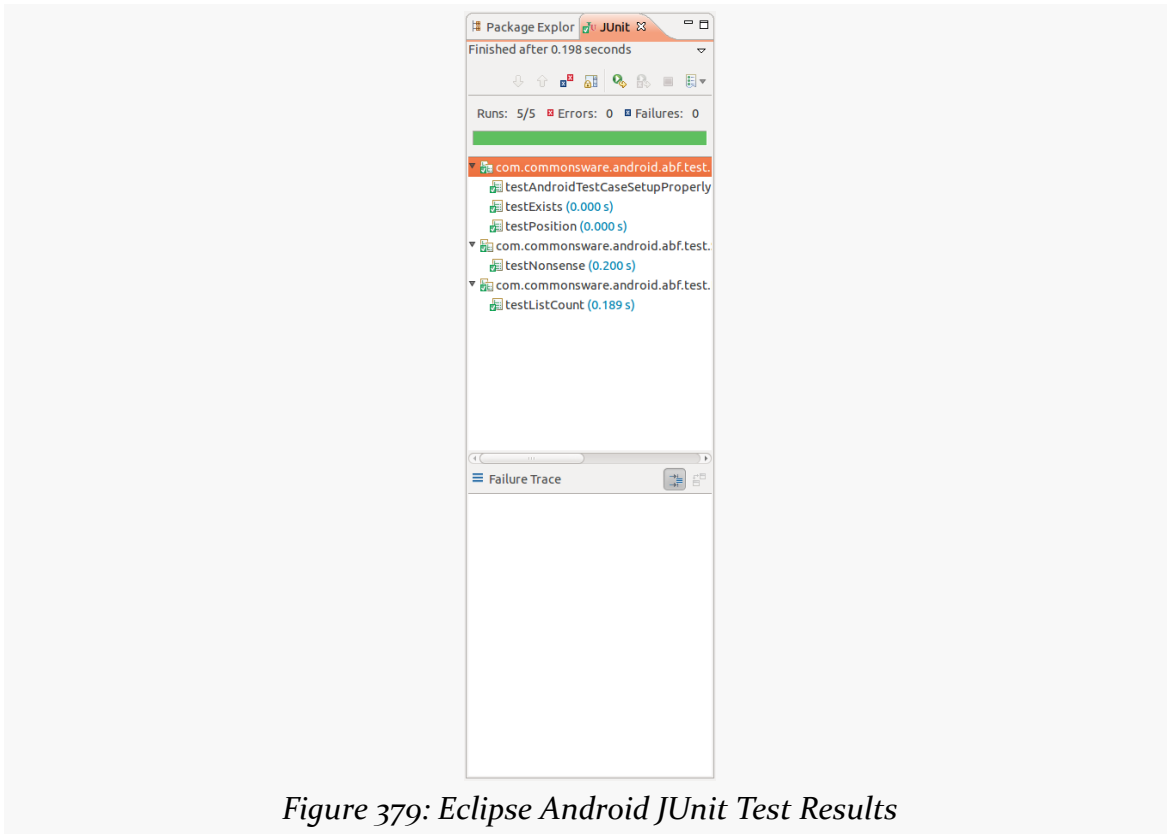 Package Explor JUnit
Finished after 0.198 seconds
Runs: 5/5 Errors: 0 Failures: 0
com.commonsware.android.abf.test.
testAndroidTestCaseSetupProperly
testExists (0.000 s)
testPosition (0.000 s)
com.commonsware.android.abf.test.
testNonsense (0.200 s)
com.commonsware.android.abf.test.
testListCount (0.189 s)
Failure Trace
Figure 379: Eclipse Android JUnit Test Results